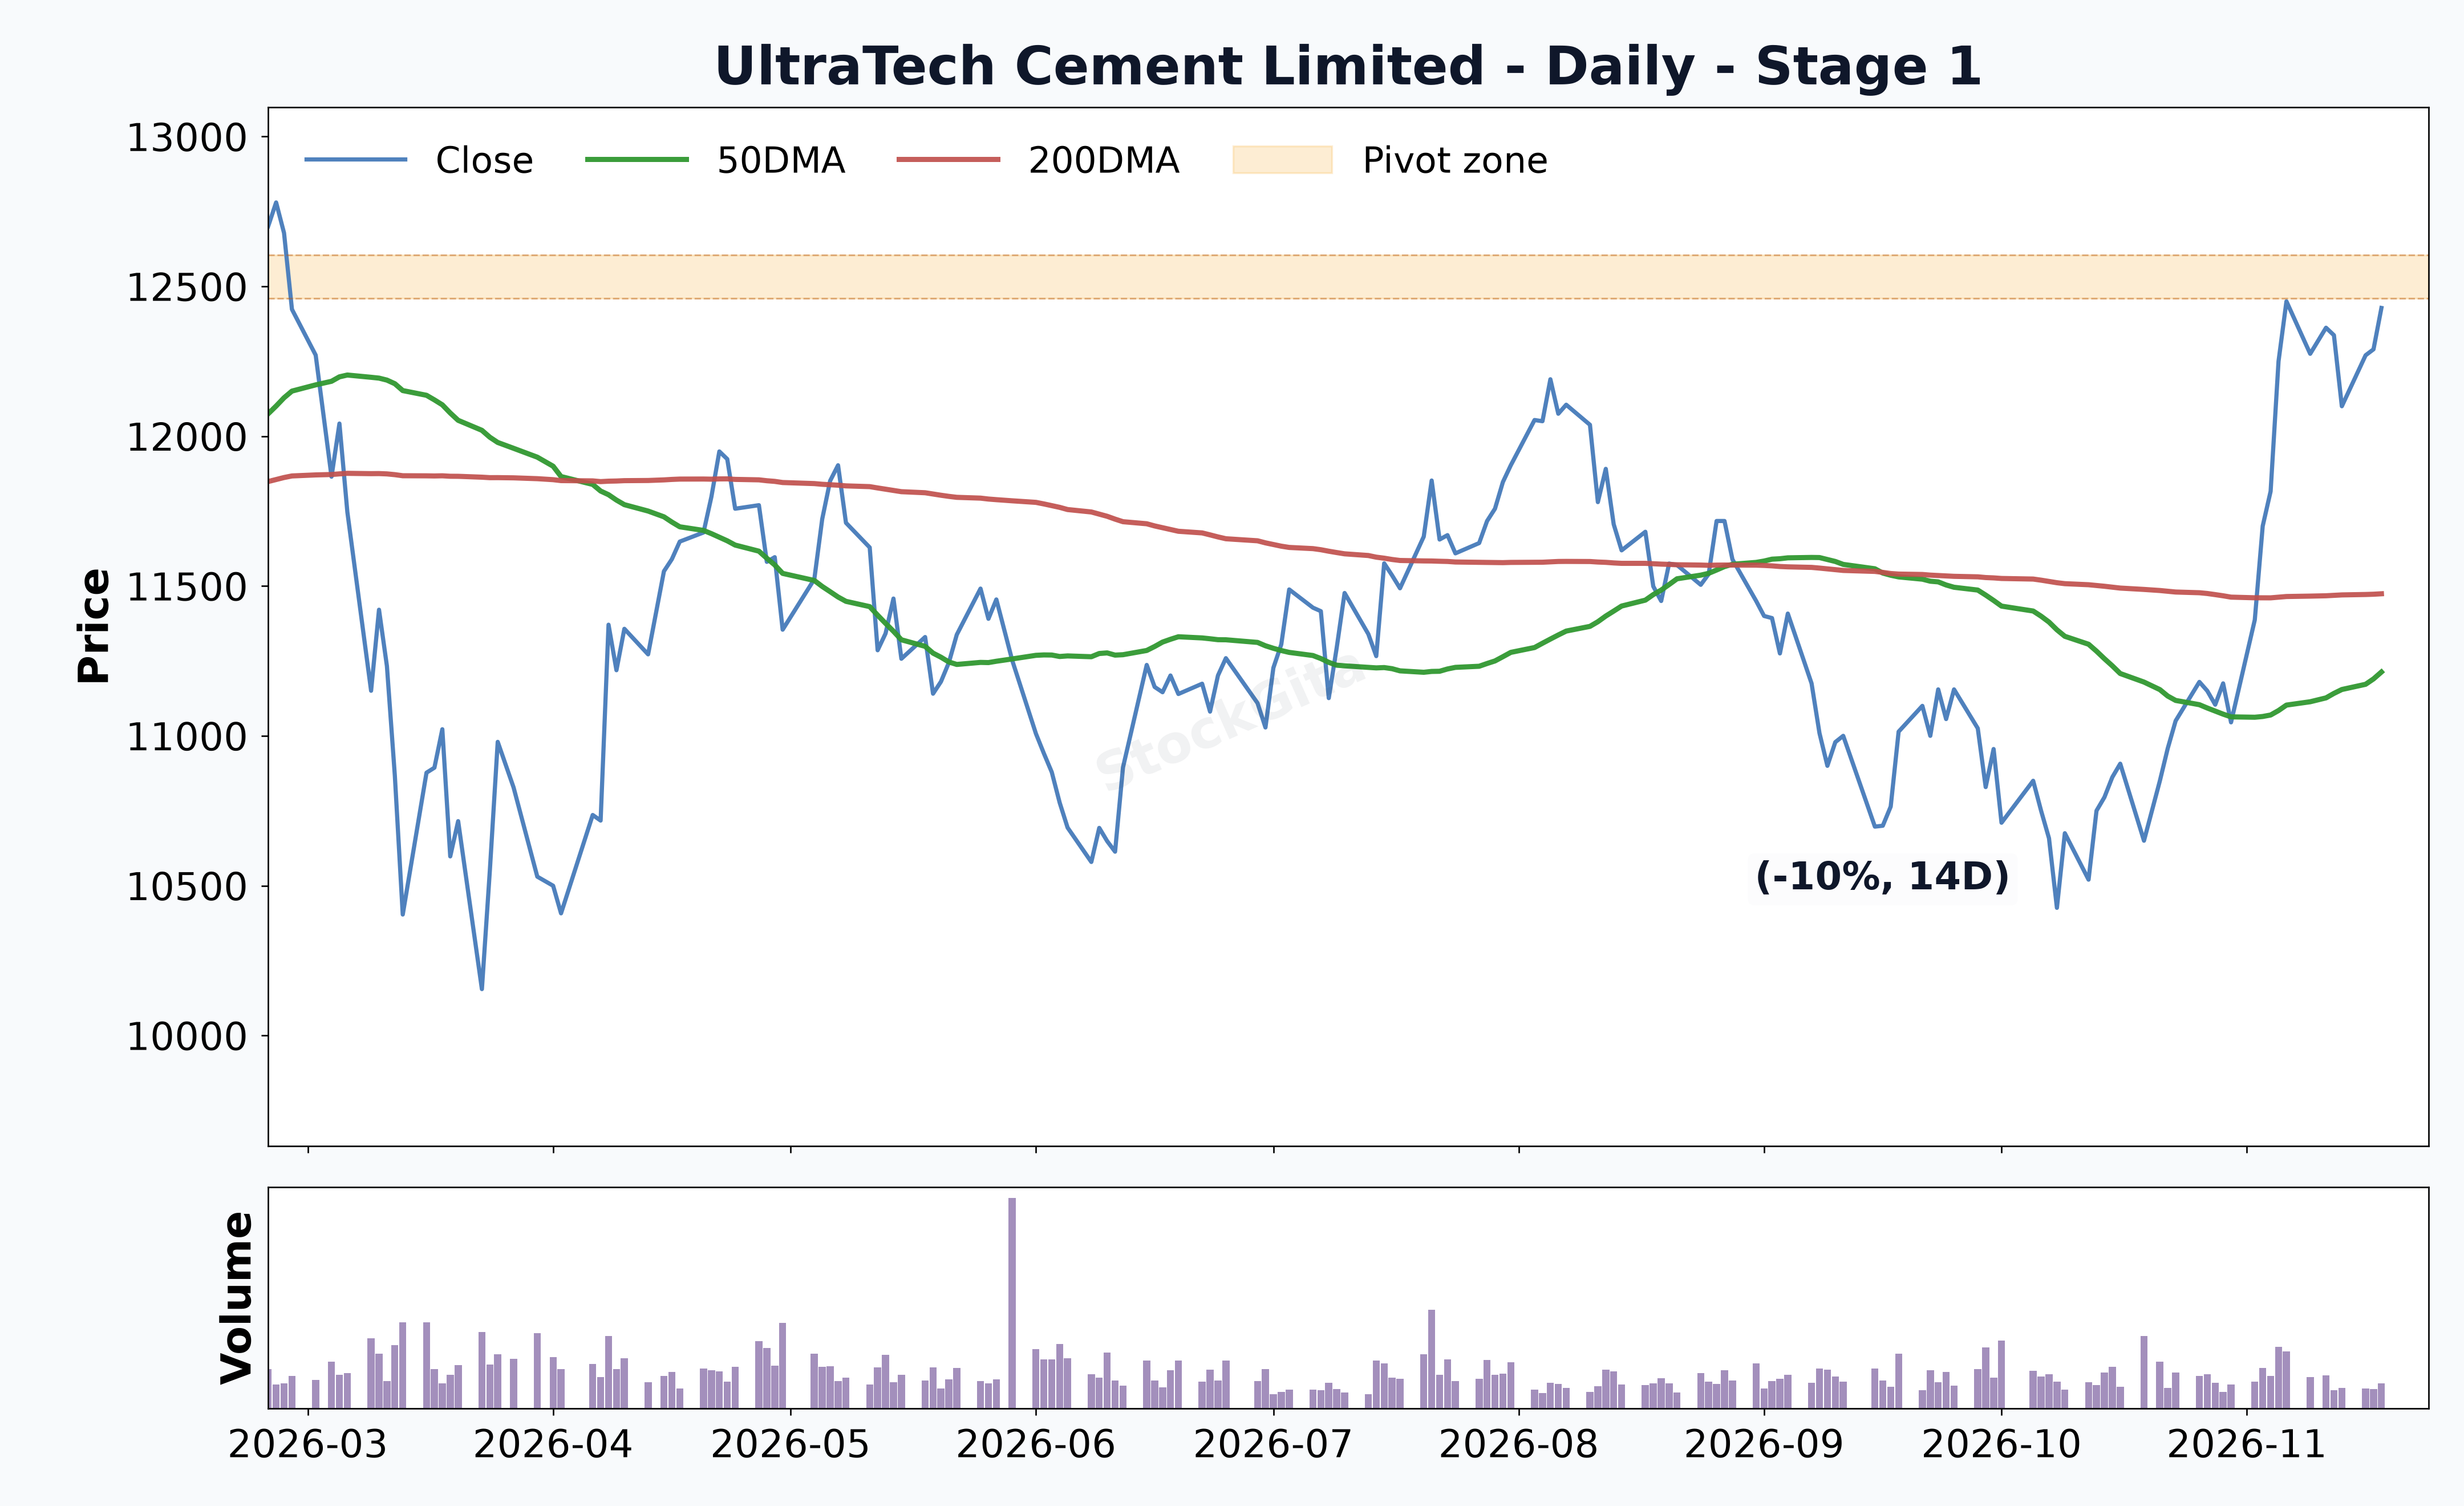 UltraTech Cement Limited - Daily - Stage 1
Close 50DMA 200DMA Pivot zone
Price
13000
12500
12000
11500
11000
10500
10000
StockGita
(-10%, 14D)
Volume
2026-03 2026-04 2026-05 2026-06 2026-07 2026-08 2026-09 2026-10 2026-11